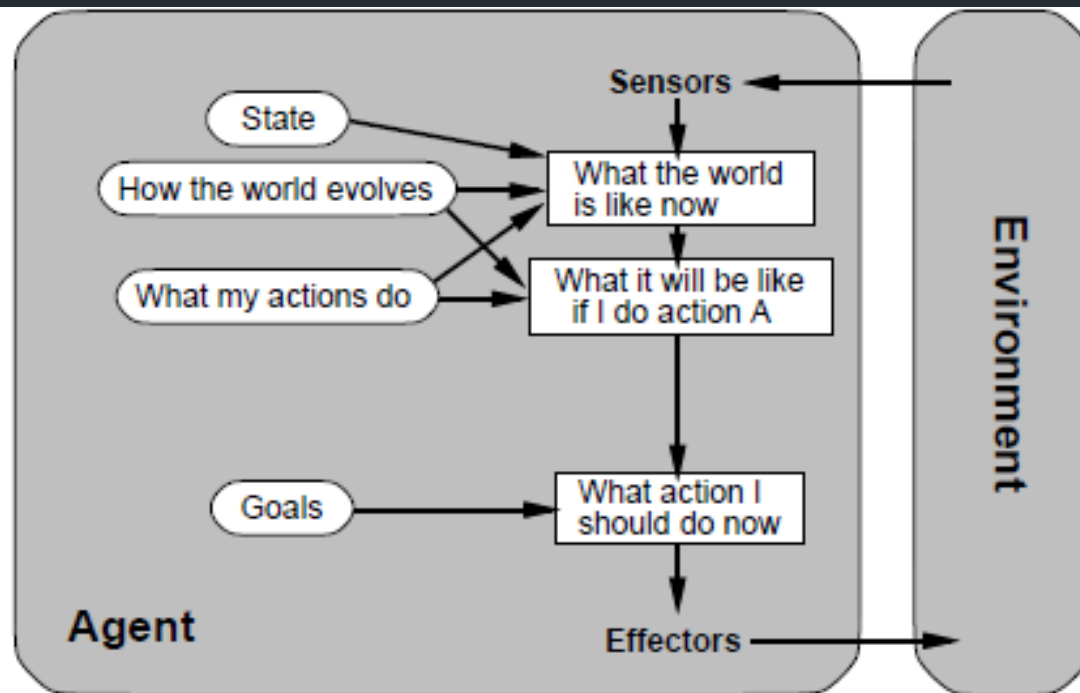 Sensors
State
What the world
is like now
How the world evolves
What it will be like
if I do action A
What my actions do
Goals
What action I
should do now
Agent
Effectors
Environment